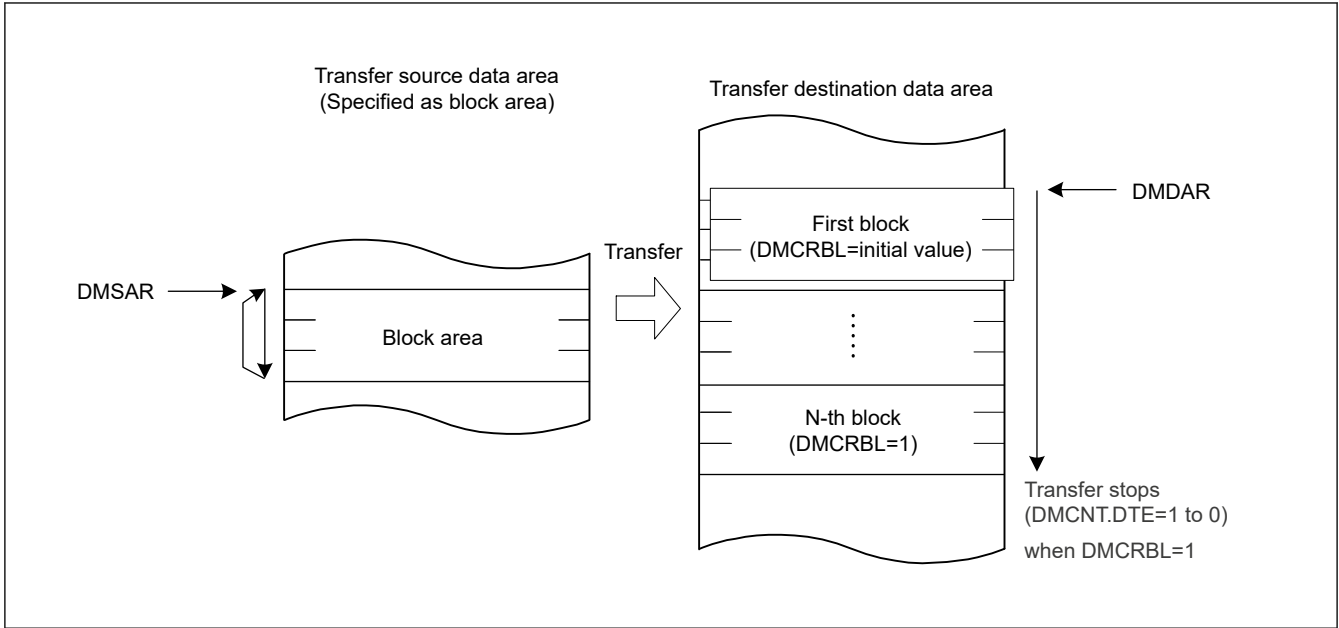 Transfer source data area
(Specified as block area)
Transfer destination data area
DMDAR
First block
(DMCRBL=initial value)
Transfer
DMSAR
Block area
N-th block
(DMCRBL=1)
Transfer stops
(DMCNT.DTE=1 to 0)
when DMCRBL=1